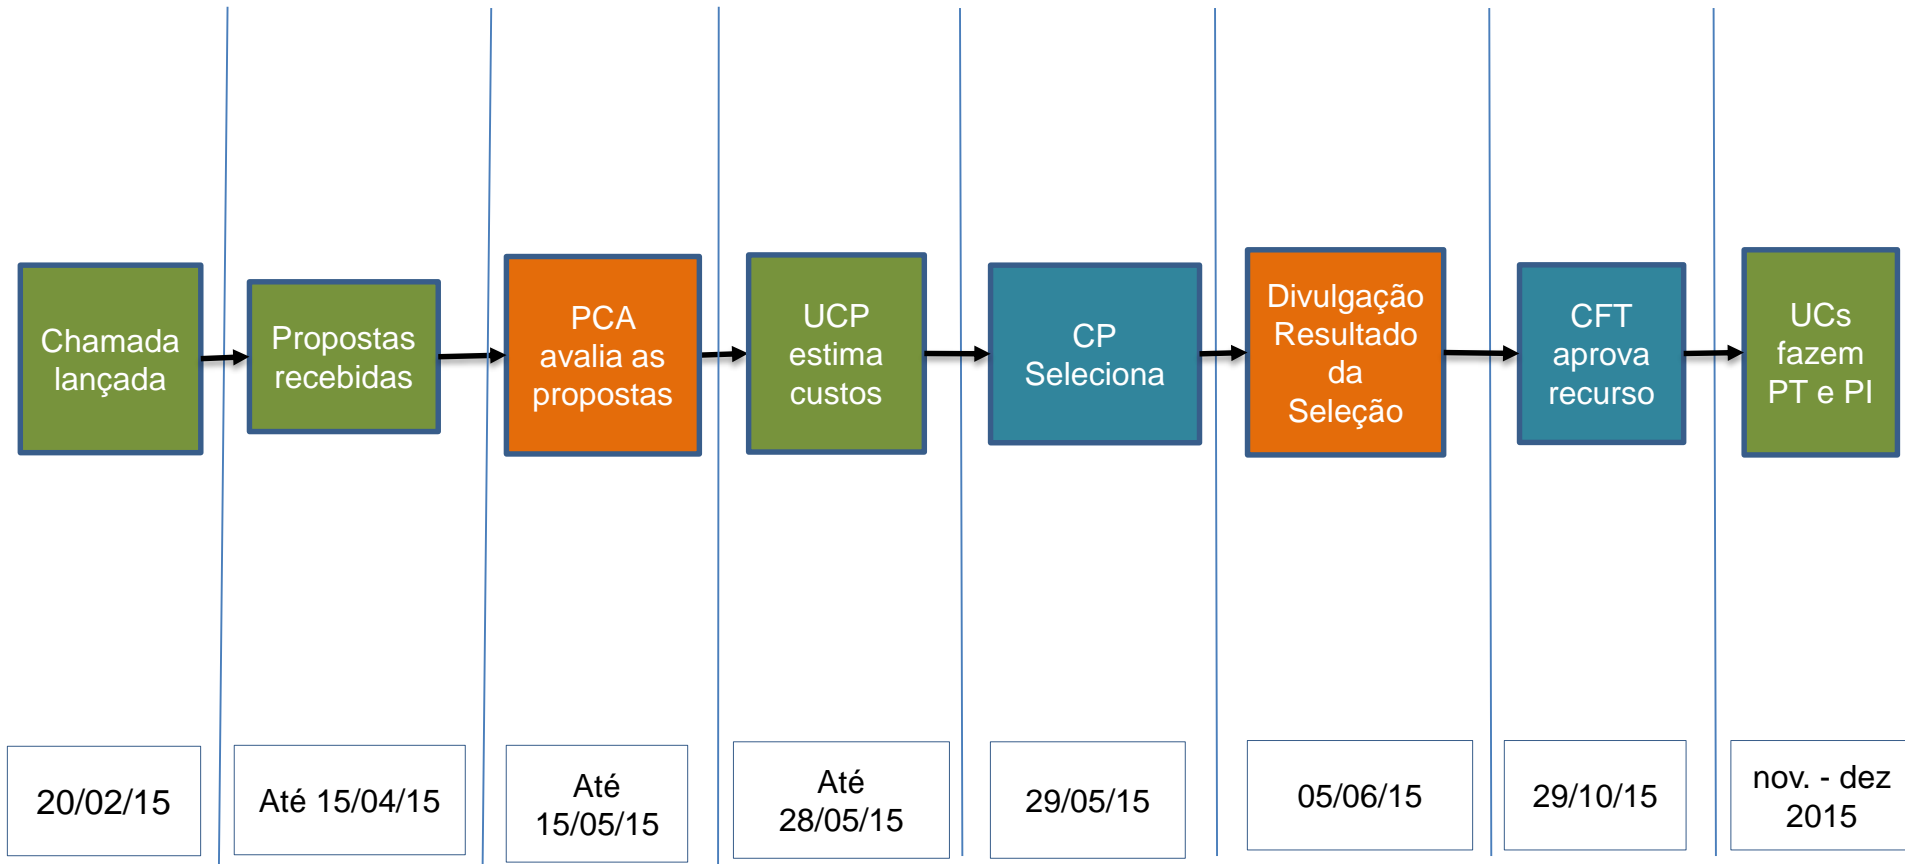 Chamada
lançada
Propostas
recebidas
PCA
avalia as
propostas
UCP
estima
custos
CP
Seleciona
Divulgação
Resultado
da
Seleção
CFT
aprova
recurso
UCs
fazem
PT e PI
20/02/15
Até 15/04/15
Até
15/05/15
Até
28/05/15
29/05/15
05/06/15
29/10/15
nov. - dez
2015